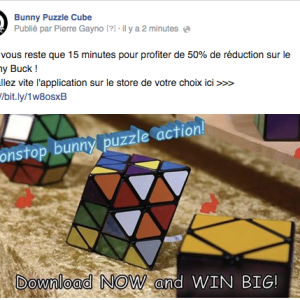 Bunny Puzzle Cube
Publié par Pierre Gayno [?] · il y a 2 minutes
vous reste que 15 minutes pour profiter de 50% de réduction sur le
ny Buck !
llez vite l'application sur le store de votre choix ici >>>
//bit.ly/1w8osxB
onstop bunny puzzle action!
Download NOW and WIN BIG!